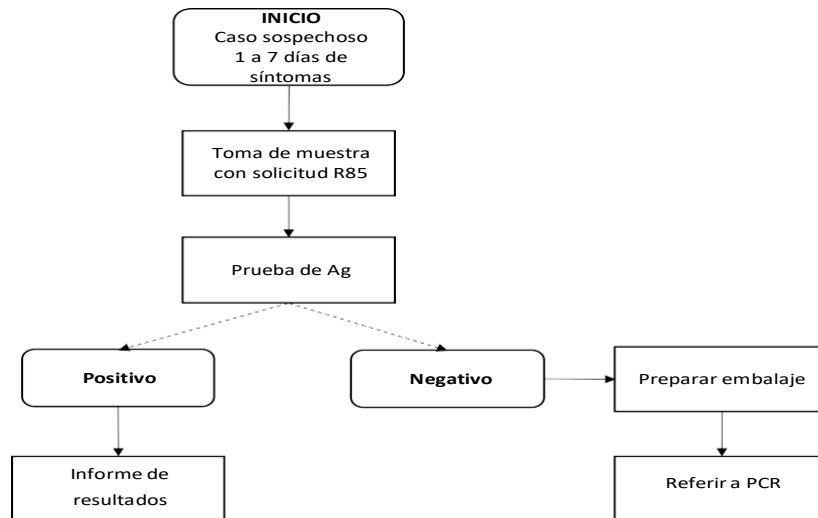 INICIO
Caso sospechoso
1 a 7 días de
síntomas
Toma de muestra
con solicitud R85
Prueba de Ag
Positivo
Negativo
Preparar embalaje
Informe de
resultados
Referir a PCR